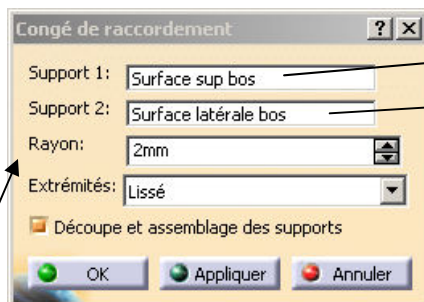 Congé de raccordement
Support 1: Surface sup bos
Support 2: Surface latérale bos
Rayon: 2mm
Extrémités: Lissé
Découpe et assemblage des supports
OK Appliquer Annuler